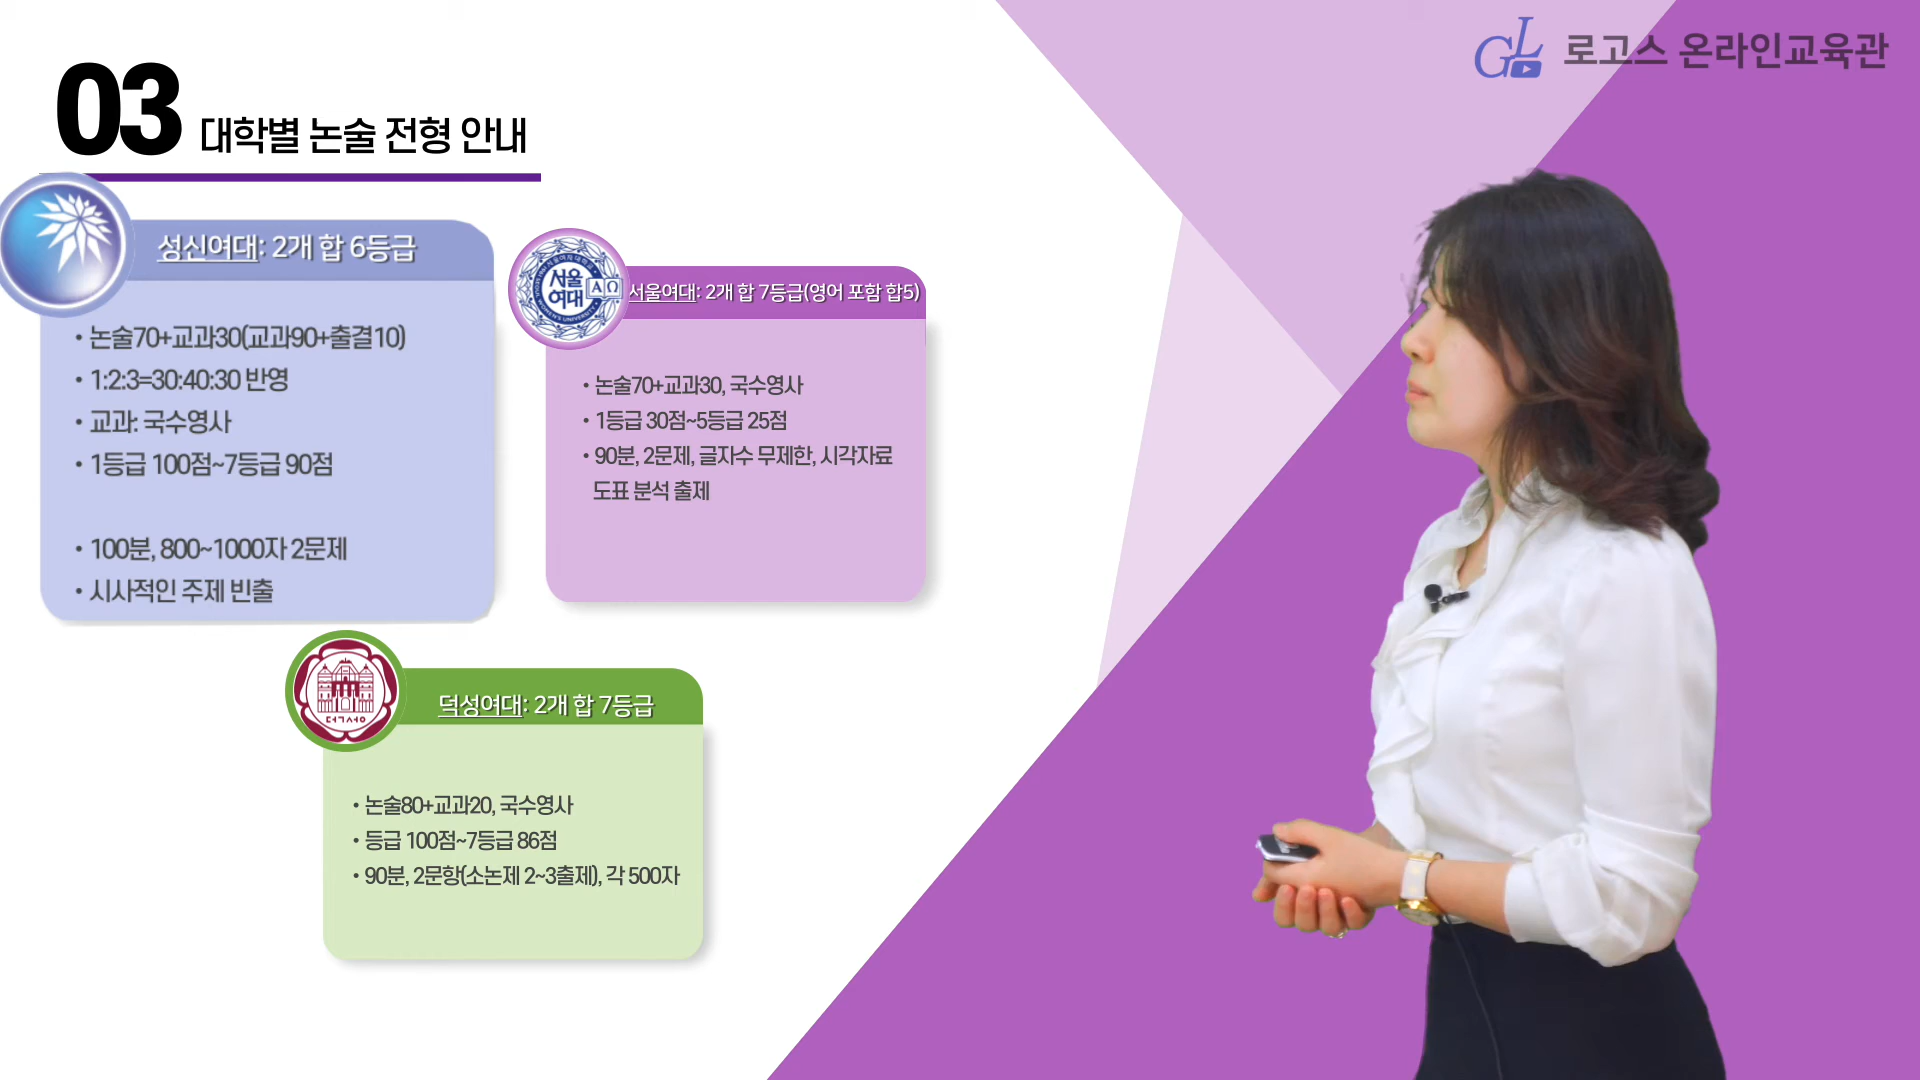 GL 로고스 온라인교육관
03 대학별 논술 전형 안내
성신여대: 2개 합 6등급
• 논술70+교과30(교과90+출결10)
• 1:2:3=30:40:30 반영
• 교과: 국수영사
• 1등급 100점~7등급 90점
• 100분, 800~1000자 2문제
• 시사적인 주제 빈출
서울
여대
ΑΩ
서울여대: 2개 합 7등급(영어 포함 합5)
• 논술70+교과30, 국수영사
• 1등급 30점~5등급 25점
• 90분, 2문제, 글자수 무제한, 시각자료
도표 분석 출제
덕성여대: 2개 합 7등급
• 논술80+교과20, 국수영사
• 등급 100점~7등급 86점
• 90분, 2문항(소논제 2~3출제), 각 500자